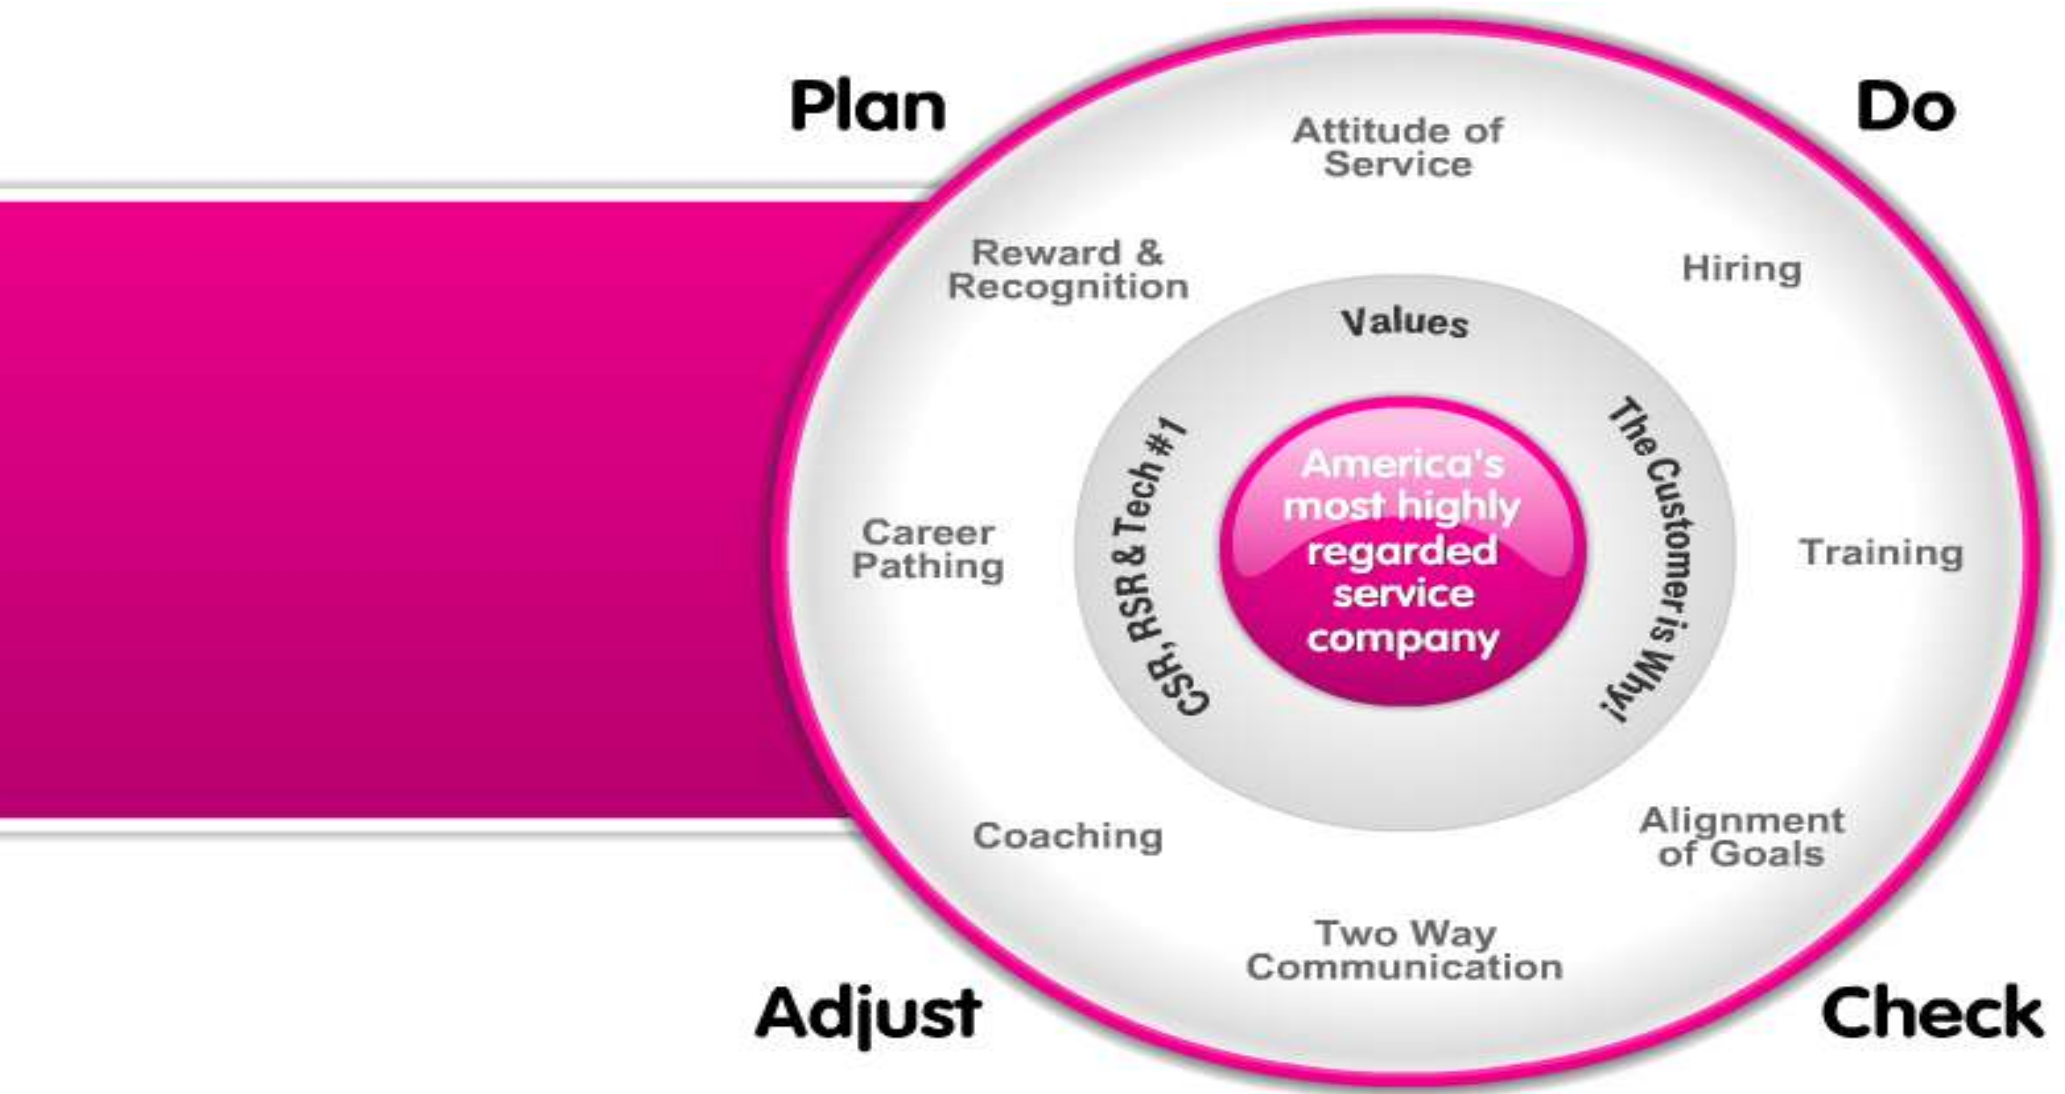 Plan
Do
Attitude of
Service
Reward &
Recognition
Hiring
Values
CSR, RSR & Tech #1
The Customer is Why!
America's
most highly
regarded
service
company
Career
Pathing
Training
Coaching
Alignment
of Goals
Two Way
Communication
Adjust
Check